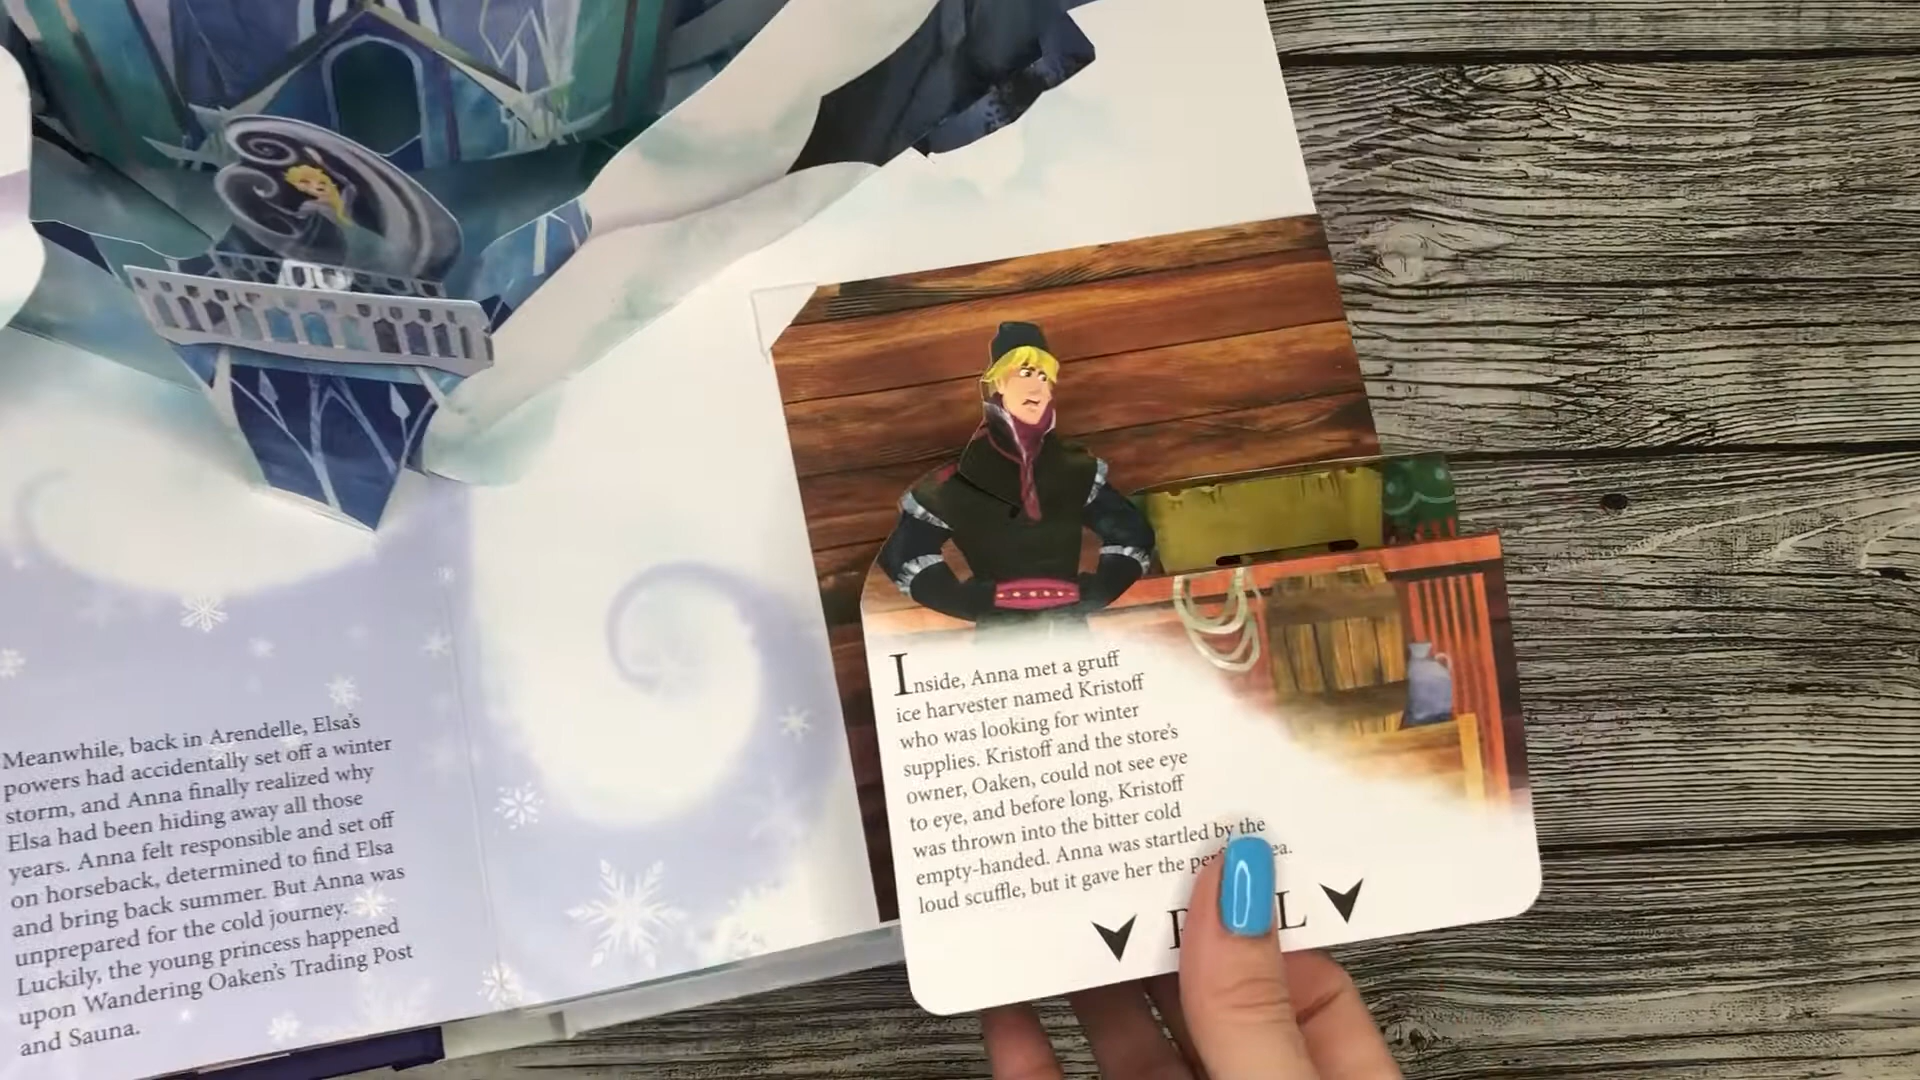 Meanwhile, back in Arendelle, Elsa's
powers had accidentally set off a winter
storm, and Anna finally realized why
Elsa had been hiding away all those
years. Anna felt responsible and set off
on horseback, determined to find Elsa
and bring back summer. But Anna was
unprepared for the cold journey.
Luckily, the young princess happened
upon Wandering Oaken's Trading Post
and Sauna.
Inside, Anna met a gruff
ice harvester named Kristoff
who was looking for winter
supplies. Kristoff and the store's
owner, Oaken, could not see eye
to eye, and before long, Kristoff
was thrown into the bitter cold
empty-handed. Anna was startled by the
loud scuffle, but it gave her the